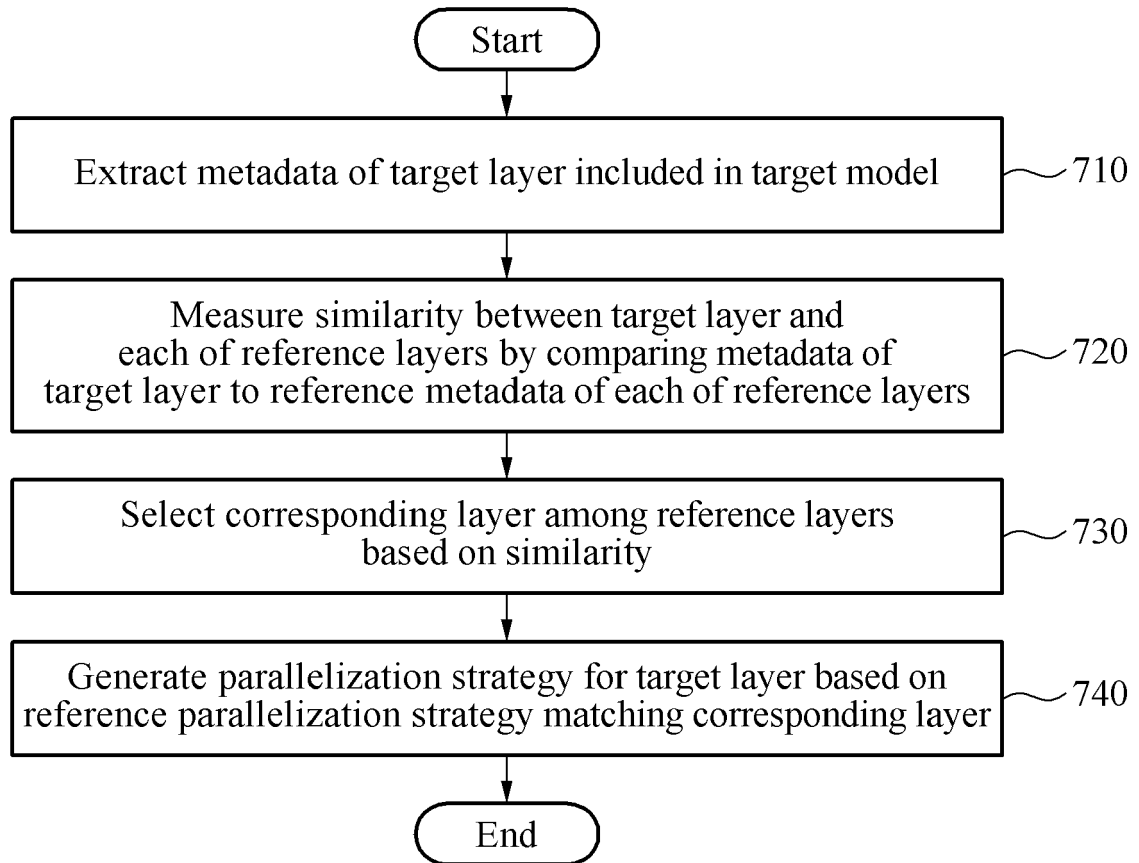 Start
Extract metadata of target layer included in target model
710
Measure similarity between target layer and
each of reference layers by comparing metadata of
target layer to reference metadata of each of reference layers
720
Select corresponding layer among reference layers
based on similarity
730
Generate parallelization strategy for target layer based on
reference parallelization strategy matching corresponding layer
740
End